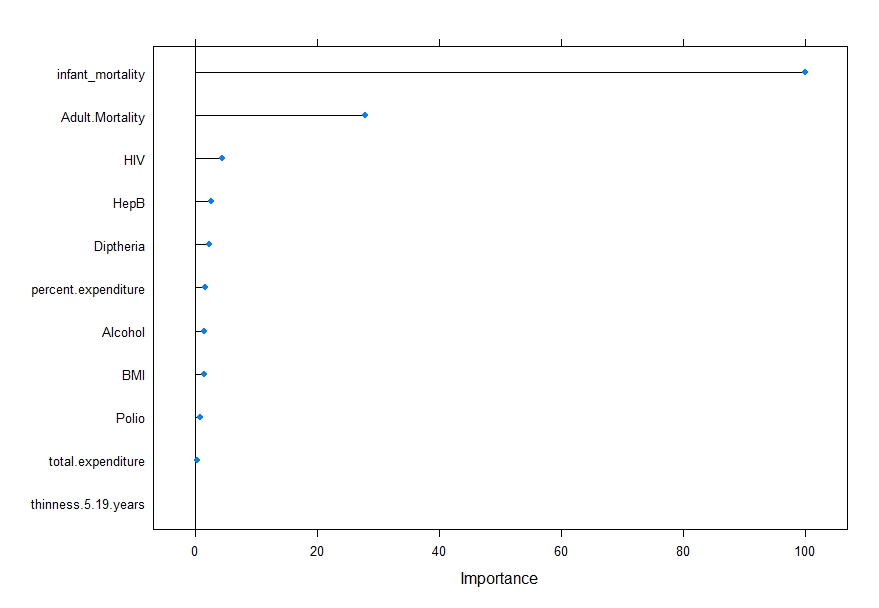 infant_mortality
Adult.Mortality
HIV
HepB
Diptheria
percent.expenditure
Alcohol
BMI
Polio
total.expenditure
thinness.5.19.years
0 20 40 60 80 100
Importance